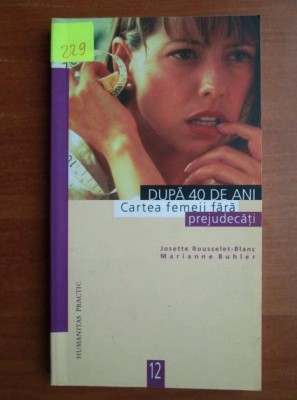 229
DUPĂ 40 DE ANI
Cartea femeii fără
prejudecăți
Josette Rousselet-Blanc
Marianne Buhler
HUMANITAS PRACTIC
12